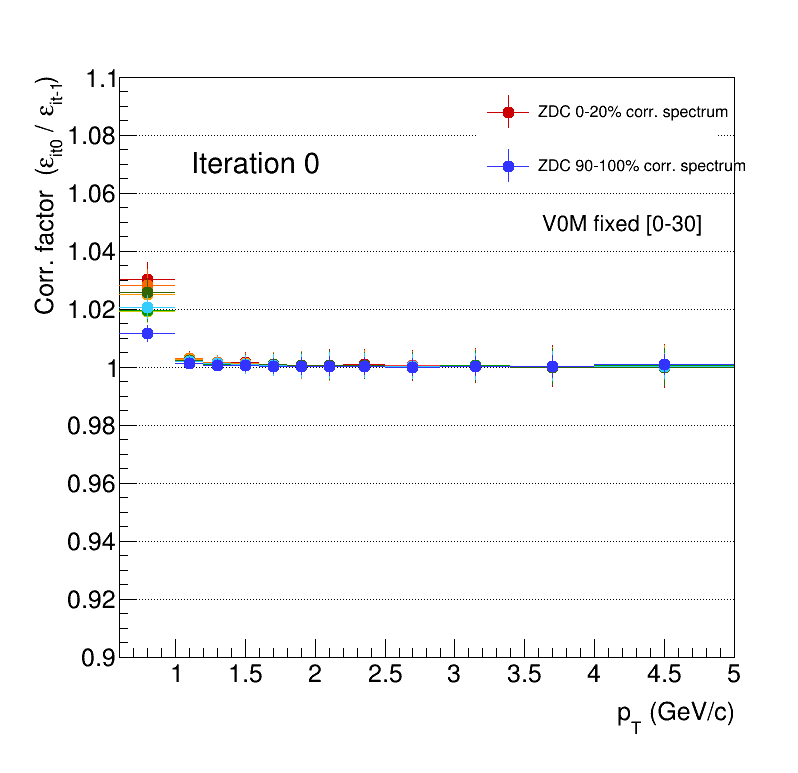 1.1
1.08
1.06
1.04
1.02
1
0.98
0.96
0.94
0.92
0.9
Corr. factor (ε_it0 / ε_it-1)
ZDC 0-20% corr. spectrum
Iteration 0
ZDC 90-100% corr. spectrum
V0M fixed [0-30]
1 1.5 2 2.5 3 3.5 4 4.5 5
p_T (GeV/c)